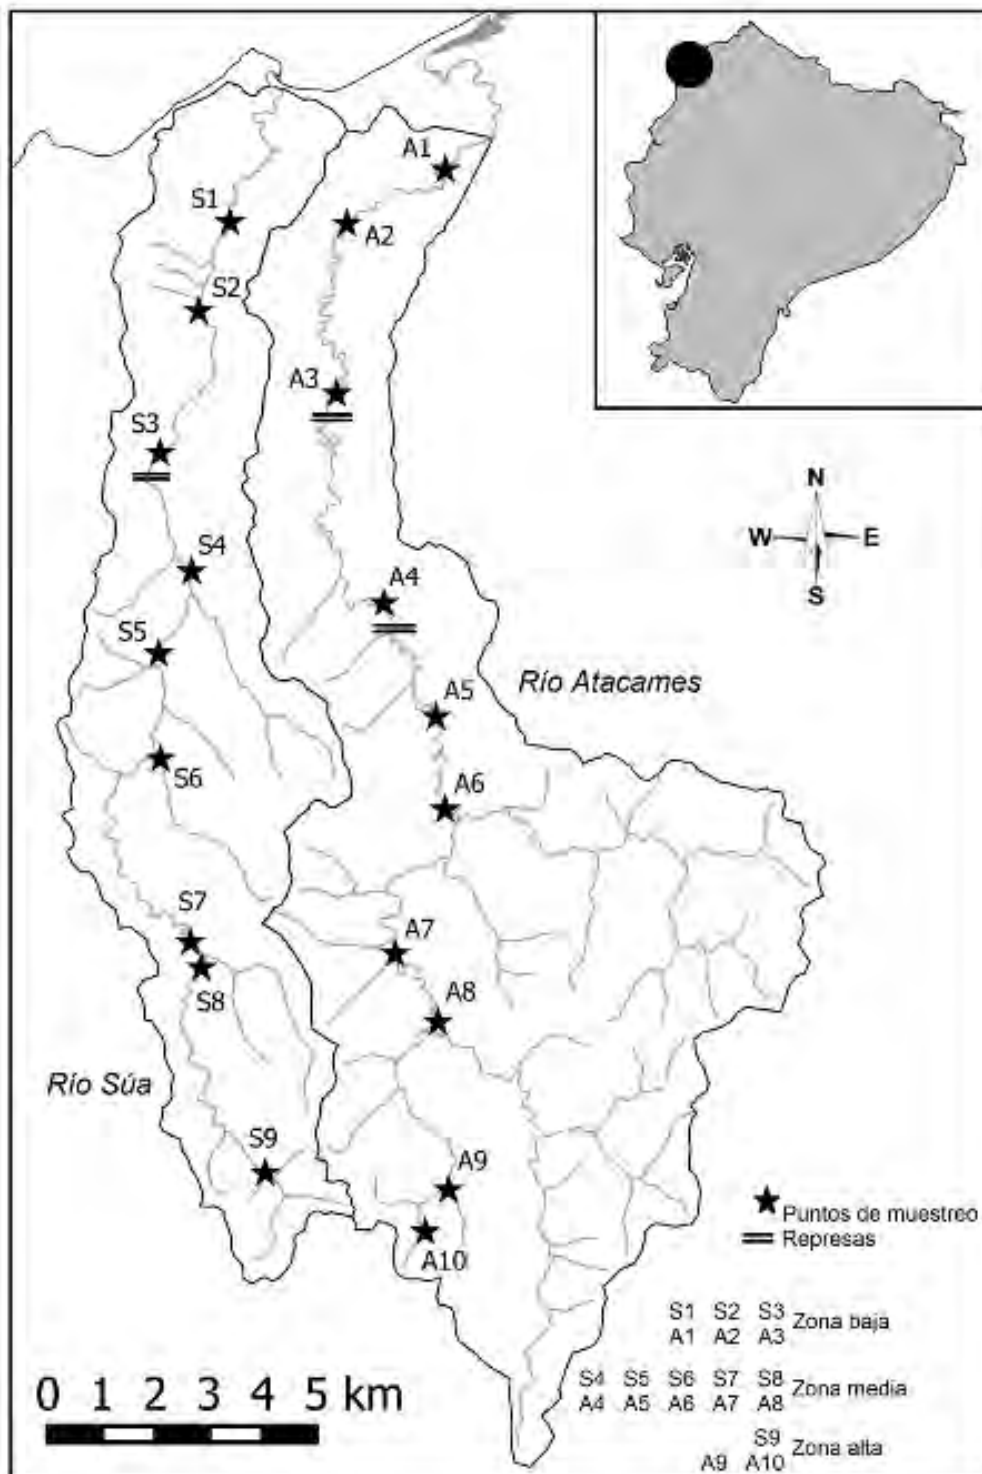 A1
S1
A2
S2
A3
S3
N
W E
S
S4
A4
S5
Río Atacames
A5
S6
A6
S7
A7
S8
A8
Río Súa
S9
A9
A10
Puntos de muestreo
Represas
S1 S2 S3 Zona baja
A1 A2 A3
S4 S5 S6 S7 S8 Zona media
A4 A5 A6 A7 A8
S9 Zona alta
A9 A10
0 1 2 3 4 5 km